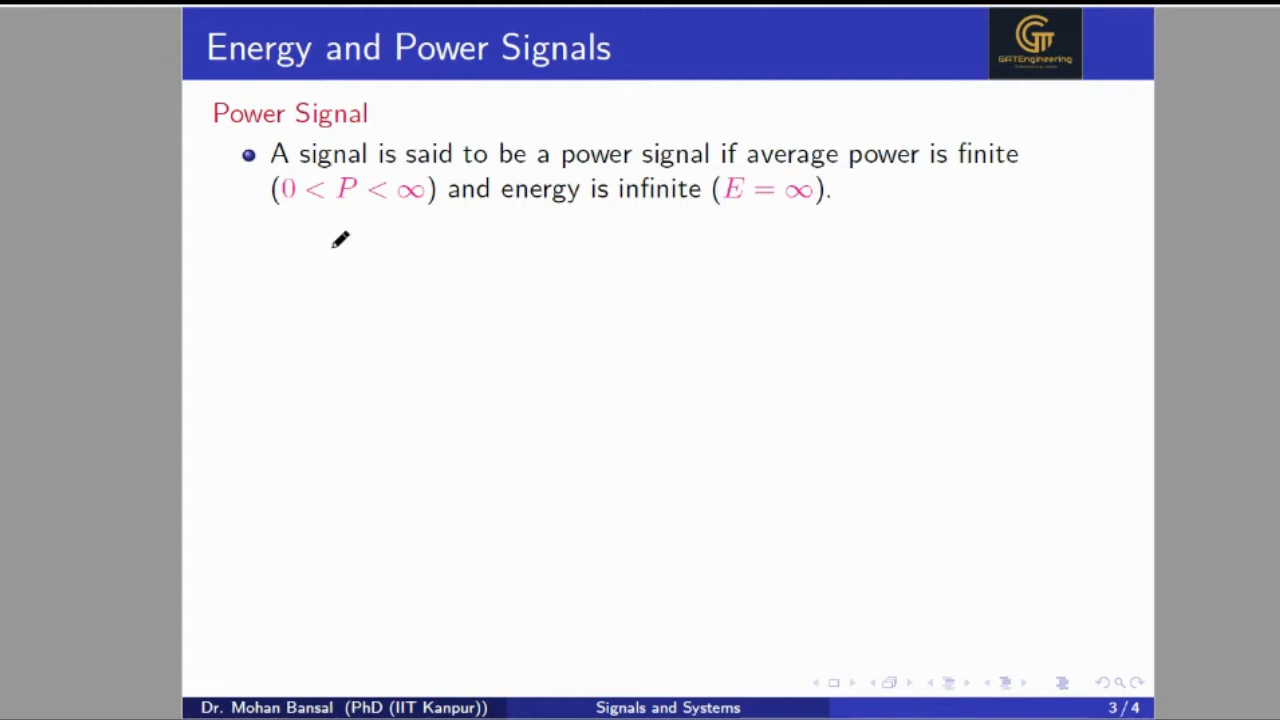 Energy and Power Signals
GATEngineering
Power Signal
A signal is said to be a power signal if average power is finite
(0 < P < ∞) and energy is infinite (E = ∞).
Dr. Mohan Bansal (PhD (IIT Kanpur))
Signals and Systems
3 / 4